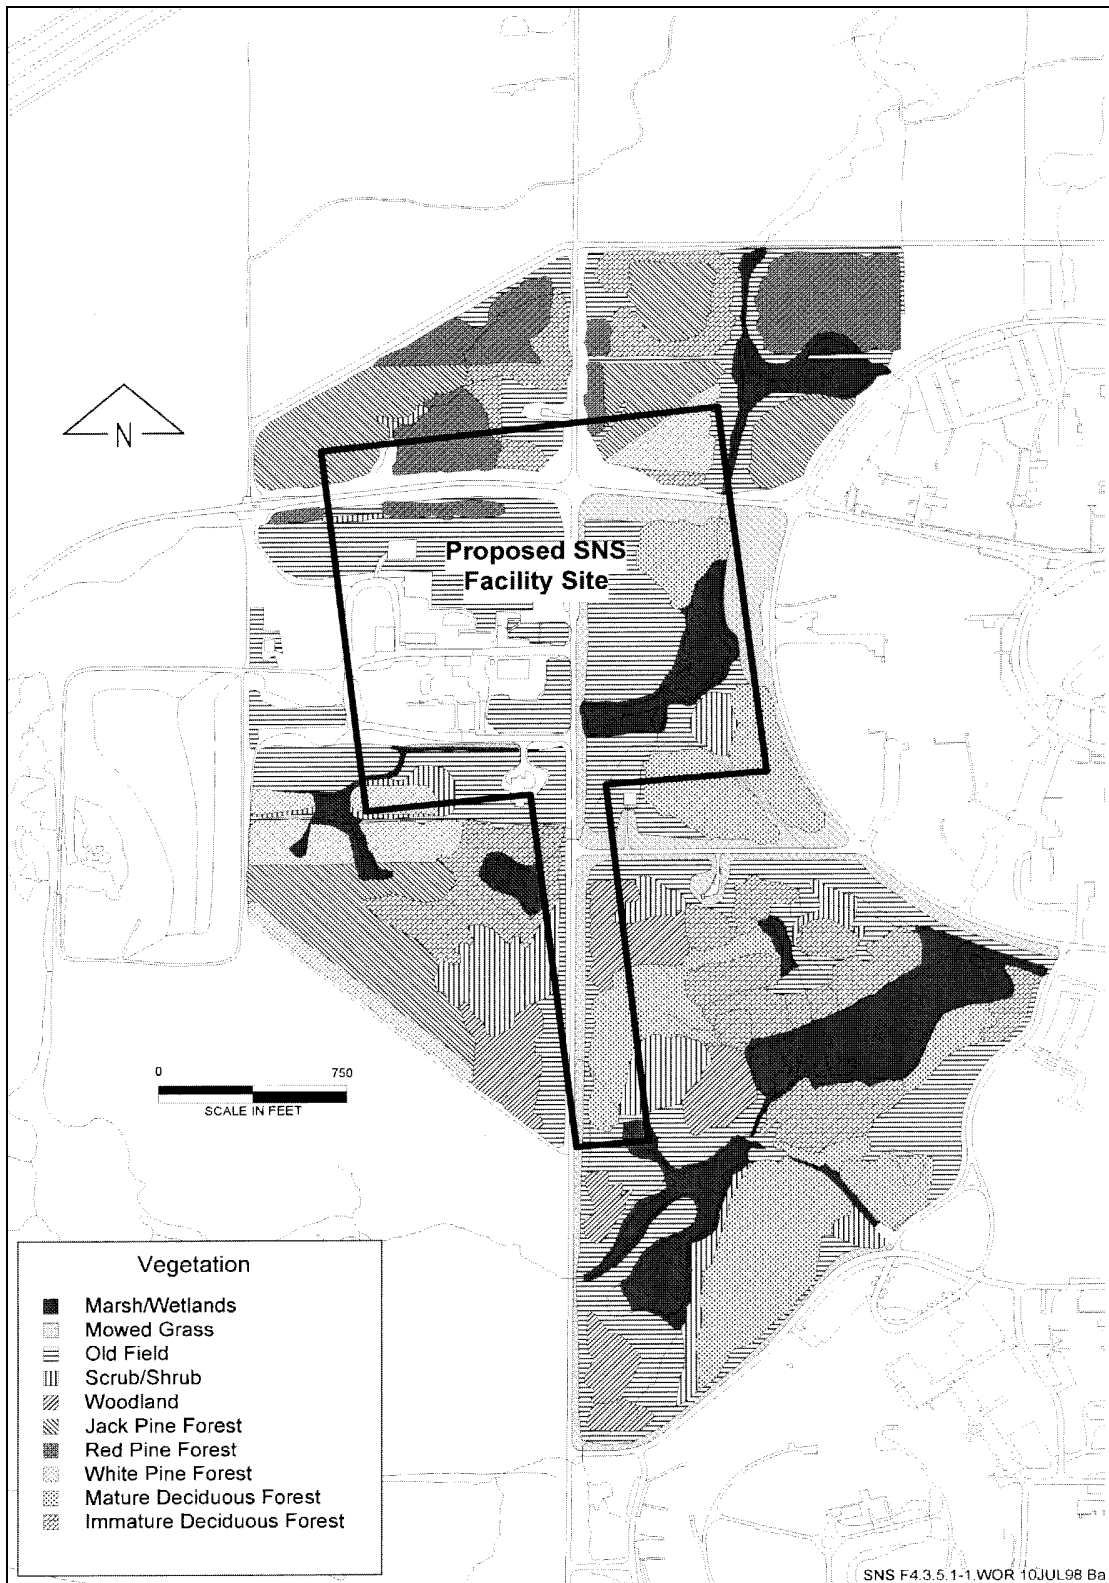 N
Proposed SNS
Facility Site
0 750
SCALE IN FEET
Vegetation
Marsh/Wetlands
Mowed Grass
Old Field
Scrub/Shrub
Woodland
Jack Pine Forest
Red Pine Forest
White Pine Forest
Mature Deciduous Forest
Immature Deciduous Forest
SNS F4.3.5.1-1.WOR 10JUL98 Ba